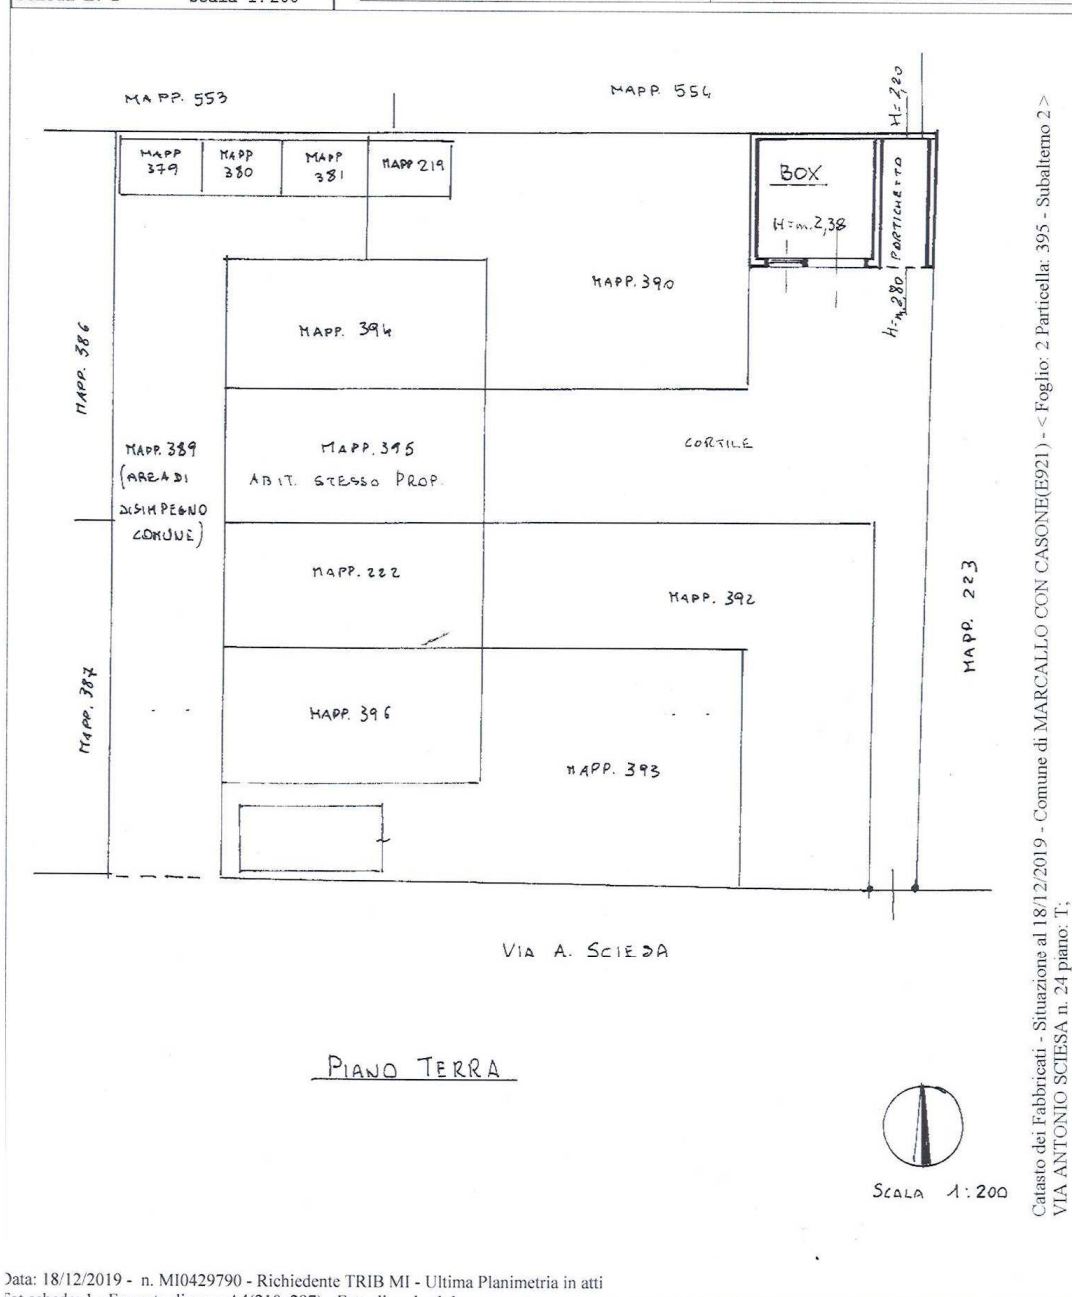 MAPP. 553
MAPP. 554
H= 2,20
MAPP
379
MAPP
380
MAPP
381
MAPP 219
BOX
H=m.2,38
PORTICHETTO
H=m.2,80
MAPP. 390
MAPP. 394
MAPP. 386
MAPP. 389
(AREA DI
DISIMPEGNO
COMUNE)
MAPP. 395
ABIT. STESSO PROP.
CORTILE
MAPP. 222
MAPP. 392
MAPP. 223
MAPP. 387
MAPP. 396
MAPP. 393
VIA A. SCIESA
PIANO TERRA
SCALA 1:200
Catasto dei Fabbricati - Situazione al 18/12/2019 - Comune di MARCALLO CON CASONE(E921) - < Foglio: 2 Particella: 395 - Subalterno 2 >
VIA ANTONIO SCIESA n. 24 piano: T;
Data: 18/12/2019 - n. MI0429790 - Richiedente TRIB MI - Ultima Planimetria in atti